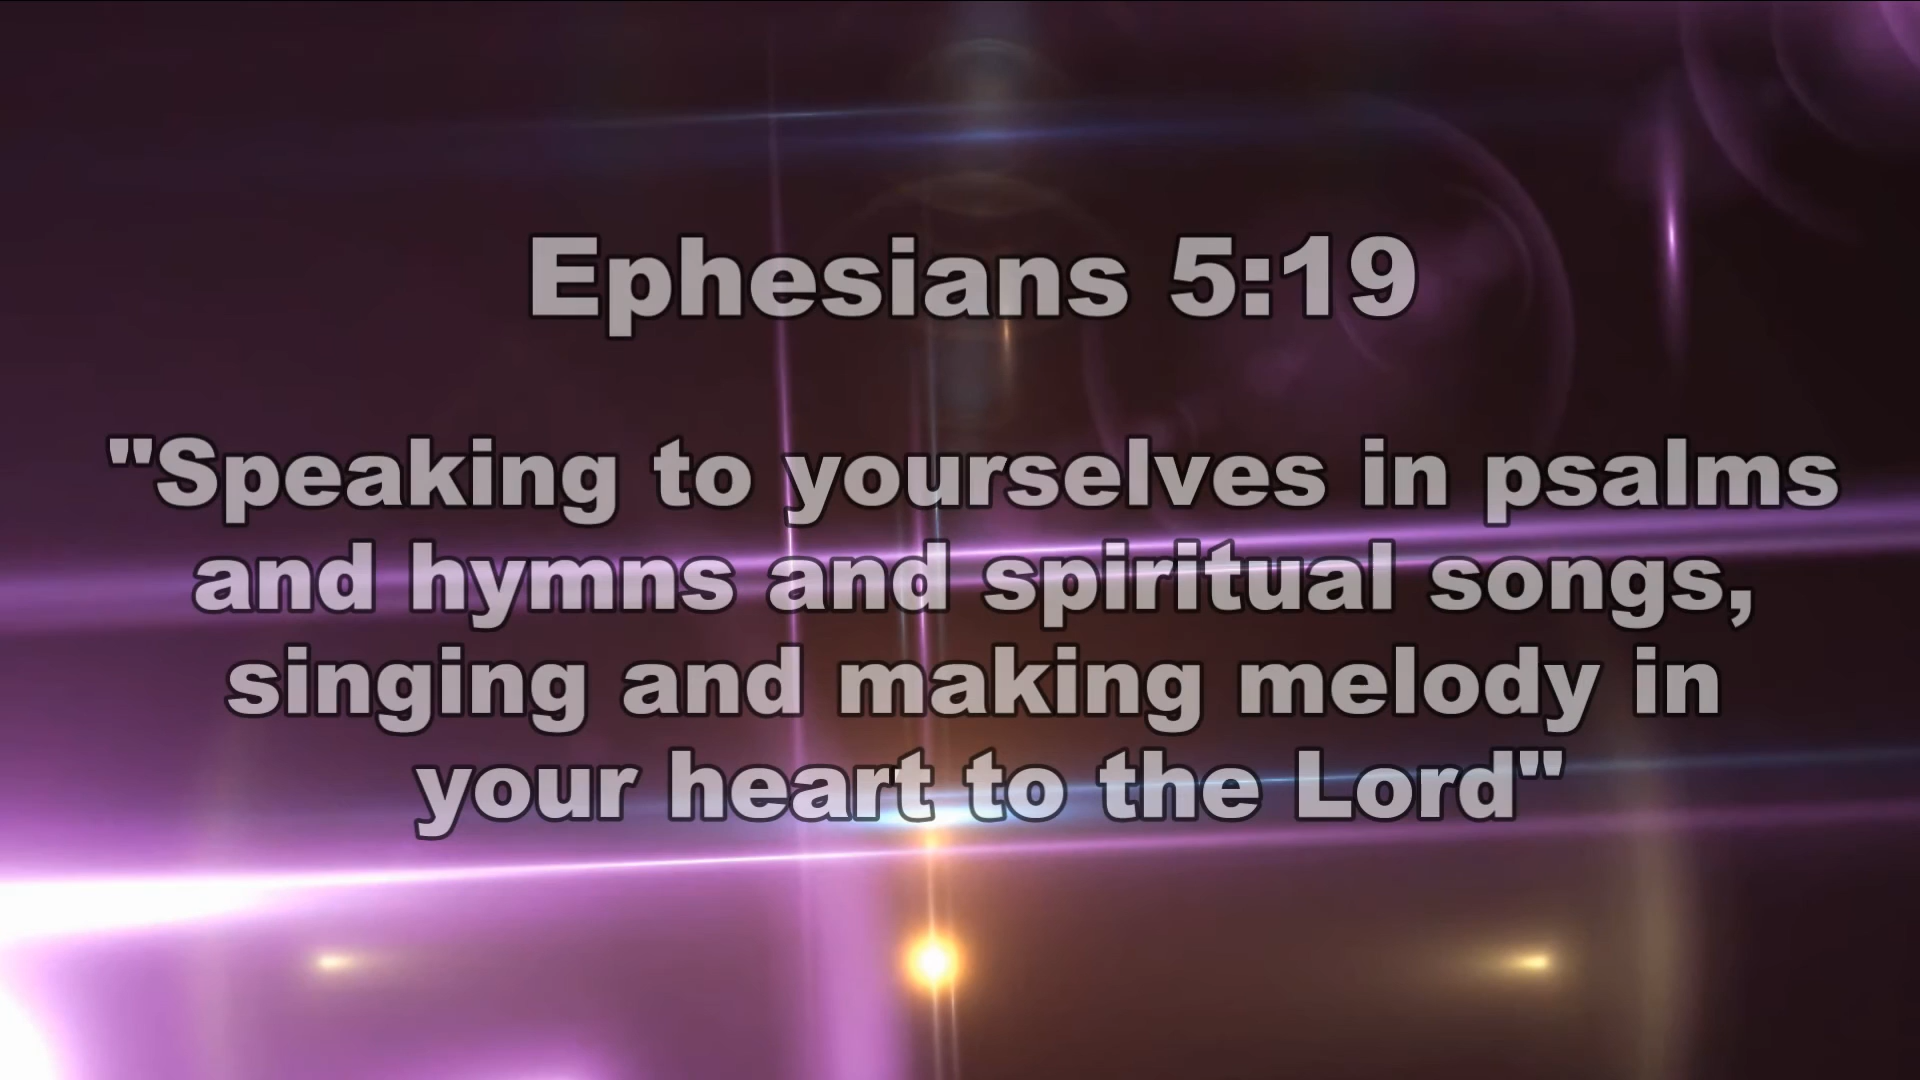 Ephesians 5:19
"Speaking to yourselves in psalms
and hymns and spiritual songs,
singing and making melody in
your heart to the Lord"